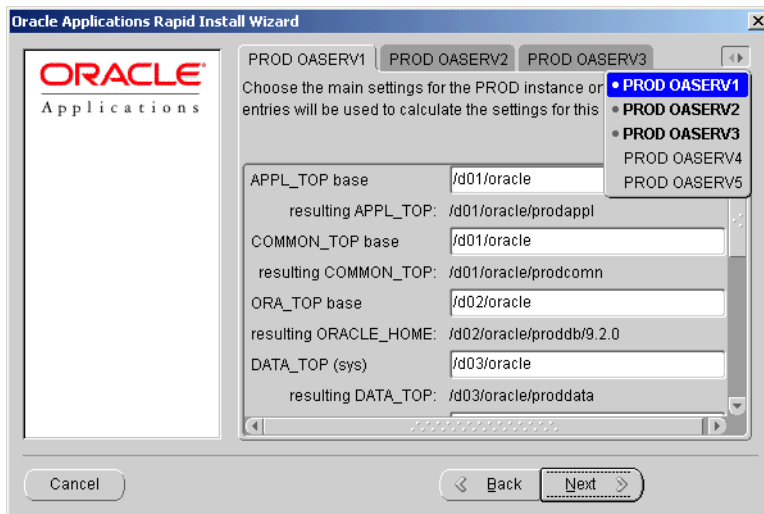 Oracle Applications Rapid Install Wizard
ORACLE®
Applications
PROD OASERV1 PROD OASERV2 PROD OASERV3
Choose the main settings for the PROD instance on
entries will be used to calculate the settings for this
• PROD OASERV1
• PROD OASERV2
• PROD OASERV3
PROD OASERV4
PROD OASERV5
APPL_TOP base /d01/oracle
resulting APPL_TOP: /d01/oracle/prodappl
COMMON_TOP base /d01/oracle
resulting COMMON_TOP: /d01/oracle/prodcomn
ORA_TOP base /d02/oracle
resulting ORACLE_HOME: /d02/oracle/proddb/9.2.0
DATA_TOP (sys) /d03/oracle
resulting DATA_TOP: /d03/oracle/proddata
Cancel Back Next